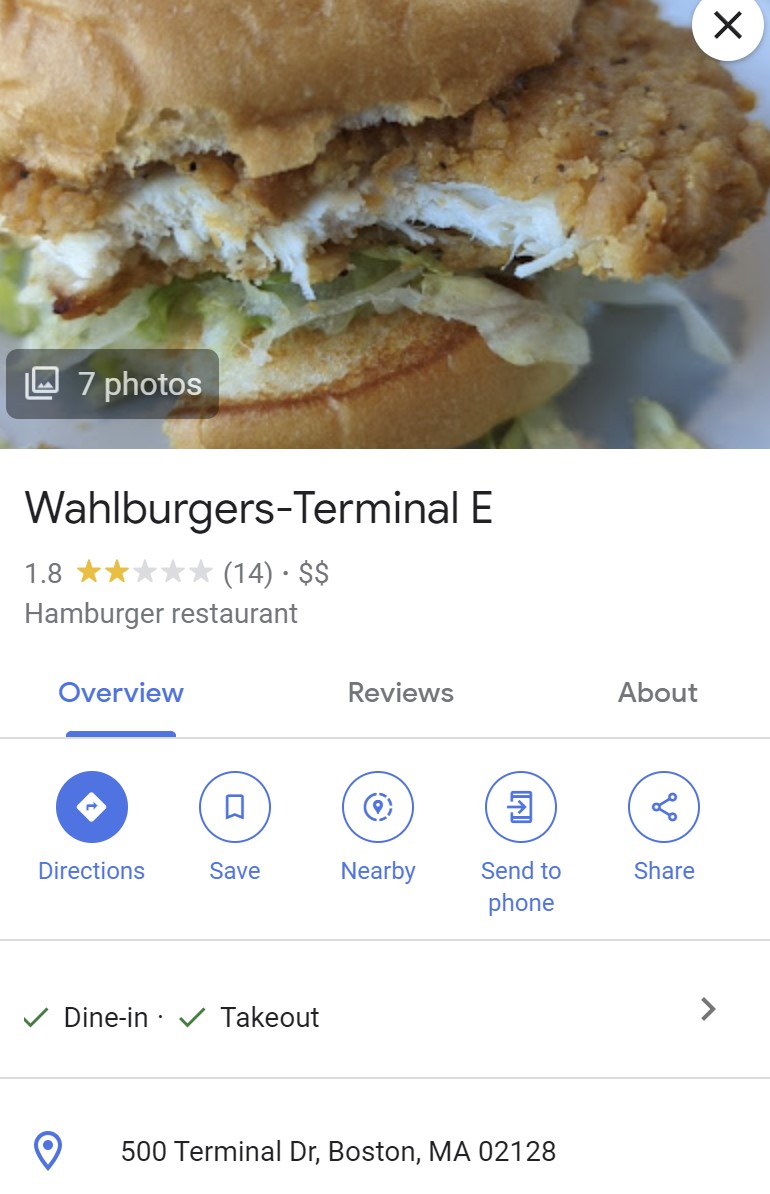 7 photos
Wahlburgers-Terminal E
1.8 ★★★★★ (14) · $$
Hamburger restaurant
Overview Reviews About
Directions Save Nearby Send to phone Share
Dine-in · Takeout
500 Terminal Dr, Boston, MA 02128